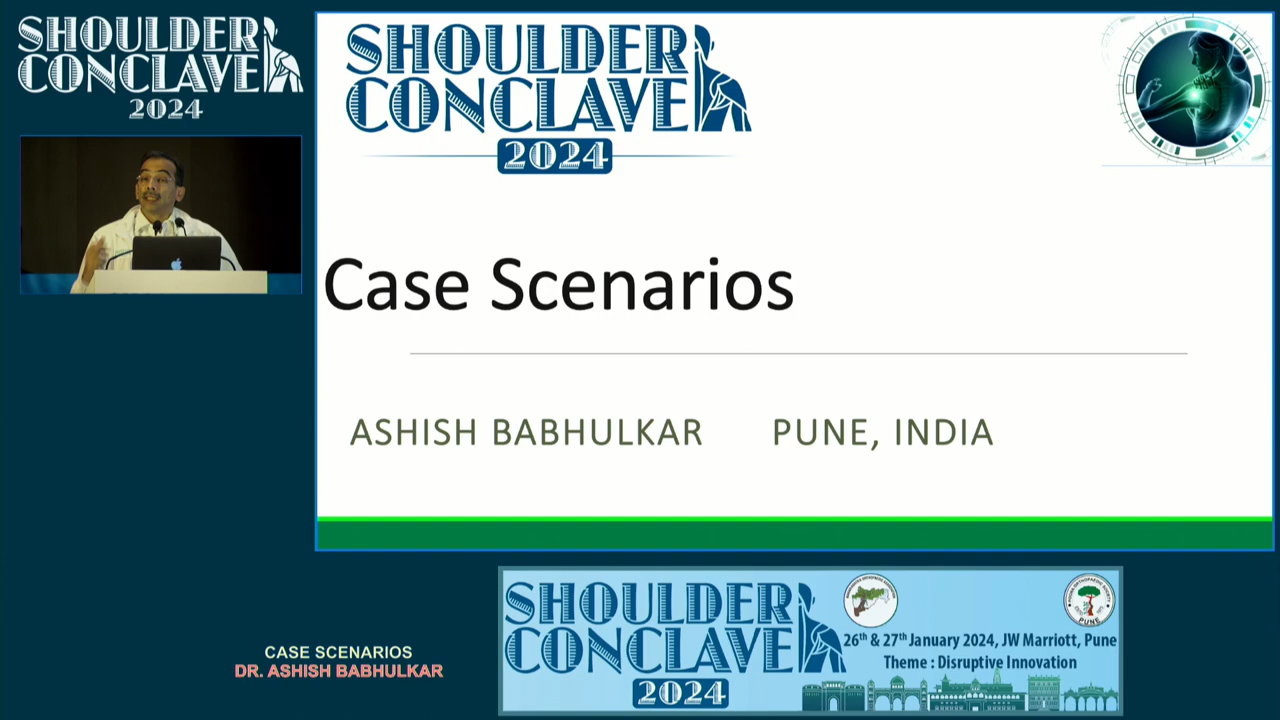 SHOULDER
CONCLAVE
2024
SHOULDER
CONCLAVE
2024
Case Scenarios
ASHISH BABHULKAR PUNE, INDIA
CASE SCENARIOS
DR. ASHISH BABHULKAR
SHOULDER
CONCLAVE
2024
26th & 27th January 2024, JW Marriott, Pune
Theme : Disruptive Innovation
PUNE